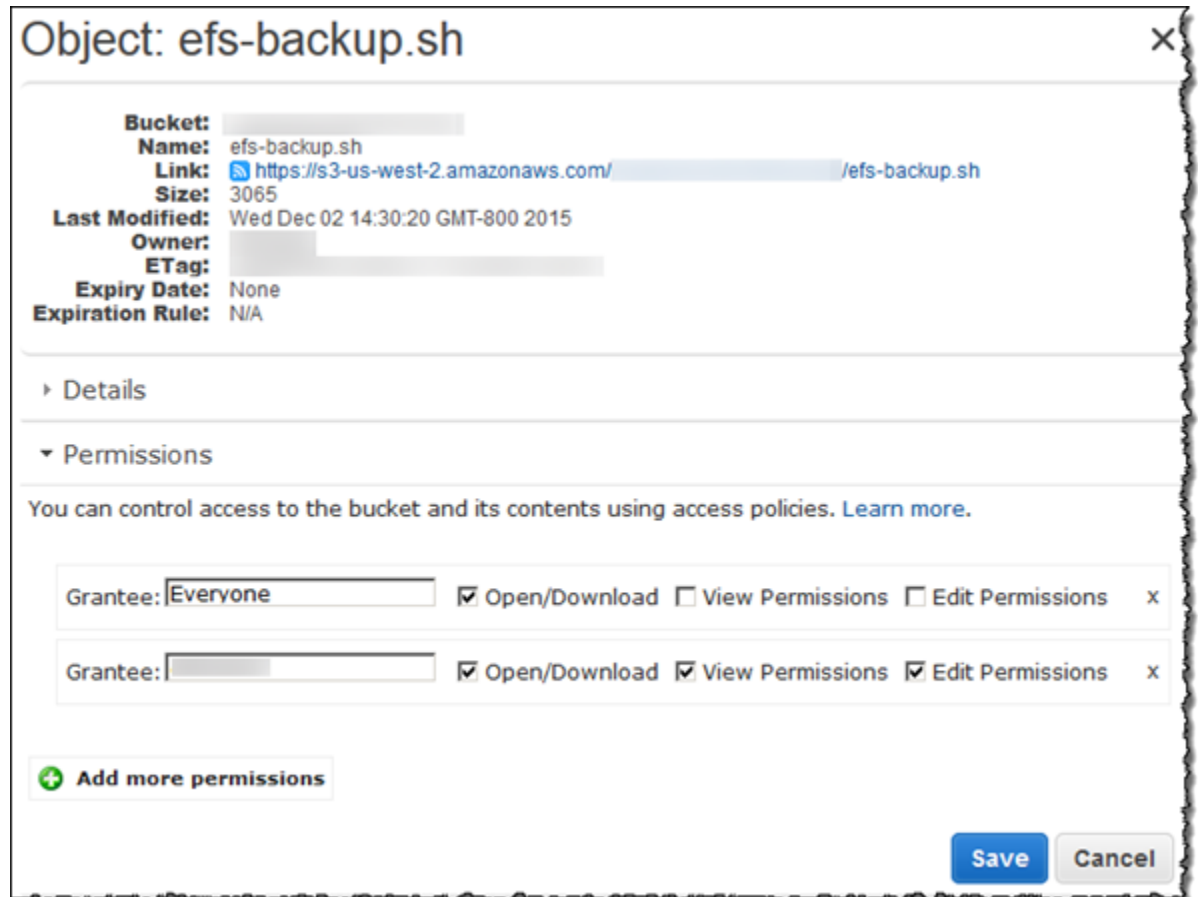 Object: efs-backup.sh
Bucket:
Name: efs-backup.sh
Link: https://s3-us-west-2.amazonaws.com/ /efs-backup.sh
Size: 3065
Last Modified: Wed Dec 02 14:30:20 GMT-800 2015
Owner:
ETag:
Expiry Date: None
Expiration Rule: N/A
Details
Permissions
You can control access to the bucket and its contents using access policies. Learn more.
Grantee: Everyone Open/Download View Permissions Edit Permissions x
Grantee: Open/Download View Permissions Edit Permissions x
Add more permissions
Save Cancel